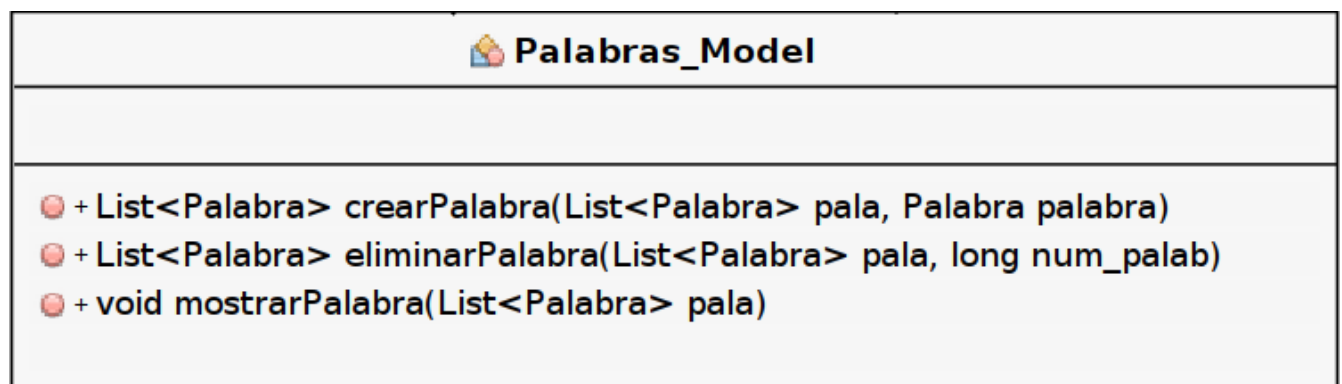 Palabras_Model
+ List<Palabra> crearPalabra(List<Palabra> pala, Palabra palabra)
+ List<Palabra> eliminarPalabra(List<Palabra> pala, long num_palab)
+ void mostrarPalabra(List<Palabra> pala)